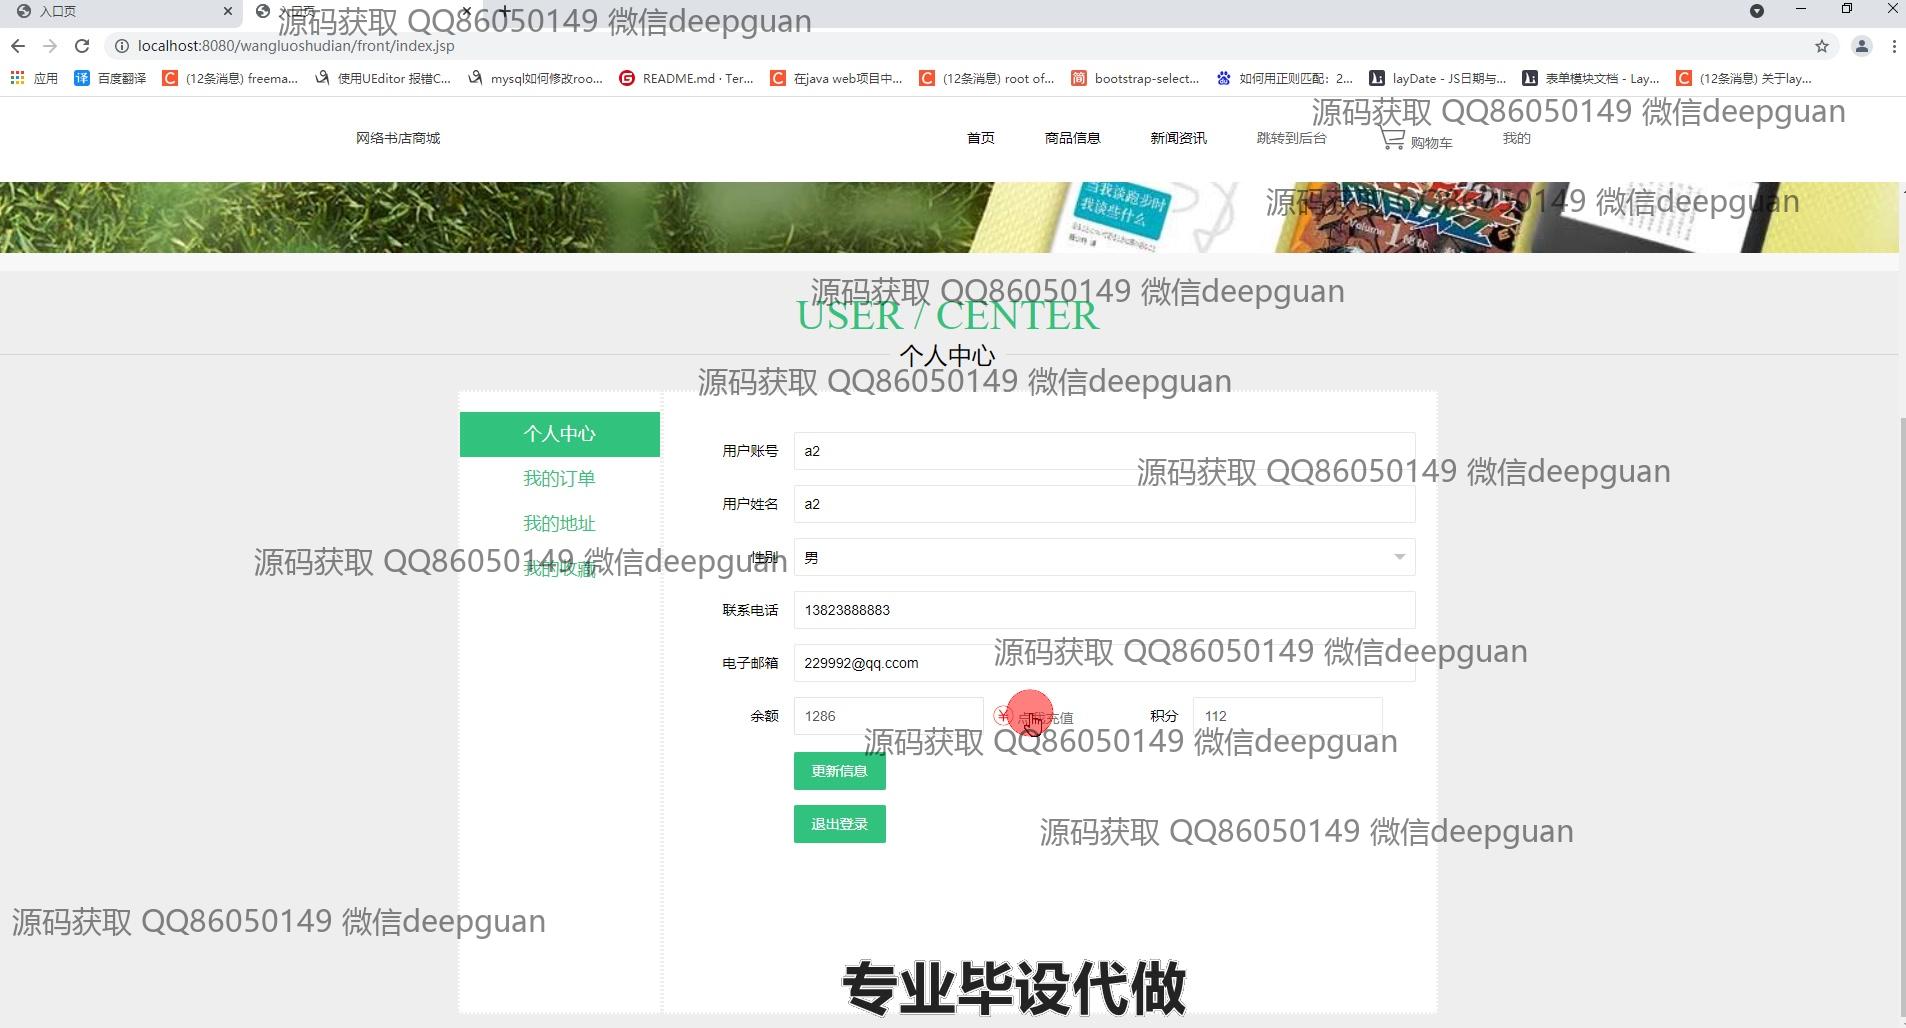 入口页
入口页
源码获取 QQ86050149 微信deepguan
localhost:8080/wangluoshudian/front/index.jsp
应用
百度翻译
(12条消息) freema...
使用UEditor 报错C...
mysql如何修改roo...
README.md · Ter...
在java web项目中...
(12条消息) root of...
bootstrap-select...
如何用正则匹配：2...
layDate - JS日期与...
表单模块文档 - Lay...
(12条消息) 关于lay...
源码获取 QQ86050149 微信deepguan
网络书店商城
首页
商品信息
新闻资讯
跳转到后台
购物车
我的
当我谈跑步时
我谈些什么
Volume 1
源码获取 QQ86050149 微信deepguan
源码获取 QQ86050149 微信deepguan
USER / CENTER
个人中心
源码获取 QQ86050149 微信deepguan
个人中心
我的订单
我的地址
我的收藏
用户账号 a2
源码获取 QQ86050149 微信deepguan
用户姓名 a2
源码获取 QQ86050149 微信deepguan
性别 男
联系电话 13823888883
源码获取 QQ86050149 微信deepguan
电子邮箱 229992@qq.ccom
余额 1286 点我充值 积分 112
源码获取 QQ86050149 微信deepguan
更新信息
退出登录
源码获取 QQ86050149 微信deepguan
源码获取 QQ86050149 微信deepguan
专业毕设代做